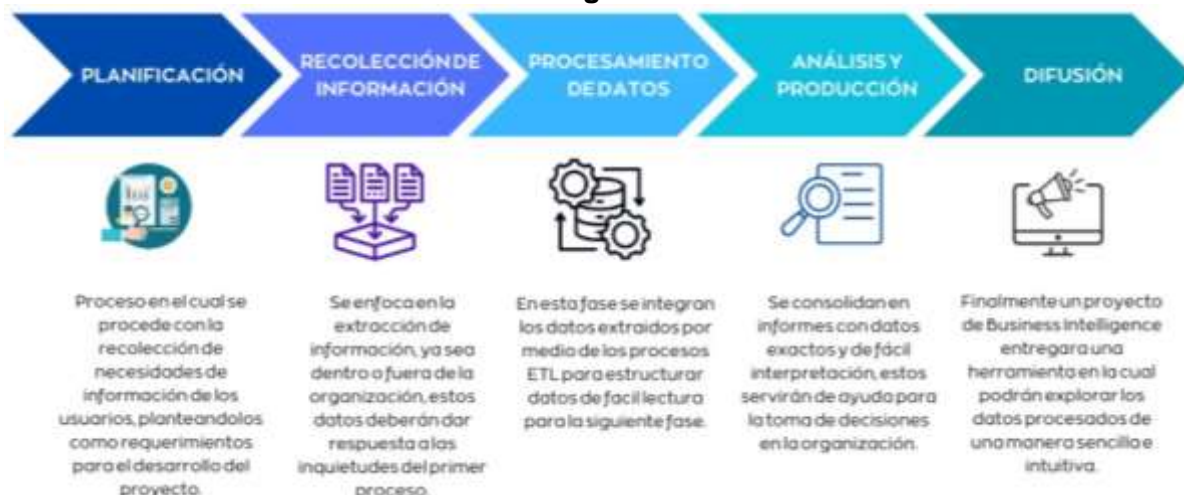 PLANIFICACIÓN
RECOLECCIÓN DE
INFORMACIÓN
PROCESAMIENTO
DE DATOS
ANÁLISIS Y
PRODUCCIÓN
DIFUSIÓN
Proceso en el cual se
procede con la
recolección de
necesidades de
información de los
usuarios, planteandolos
como requerimientos
para el desarrollo del
proyecto.
Se enfoca en la
extracción de
información, ya sea
dentro o fuera de la
organización, estos
datos deberán dar
respuesta a las
inquietudes del primer
proceso.
En esta fase se integran
los datos extraidos por
medio de los procesos
ETL para estructurar
datos de facil lectura
para la siguiente fase.
Se consolidan en
informes con datos
exactos y de fácil
interpretación, estos
servirán de ayuda para
la toma de decisiones
en la organización.
Finalmente un proyecto
de Business Intelligence
entregara una
herramienta en la cual
podrán explorar los
datos procesados de
una manera sencilla e
intuitiva.